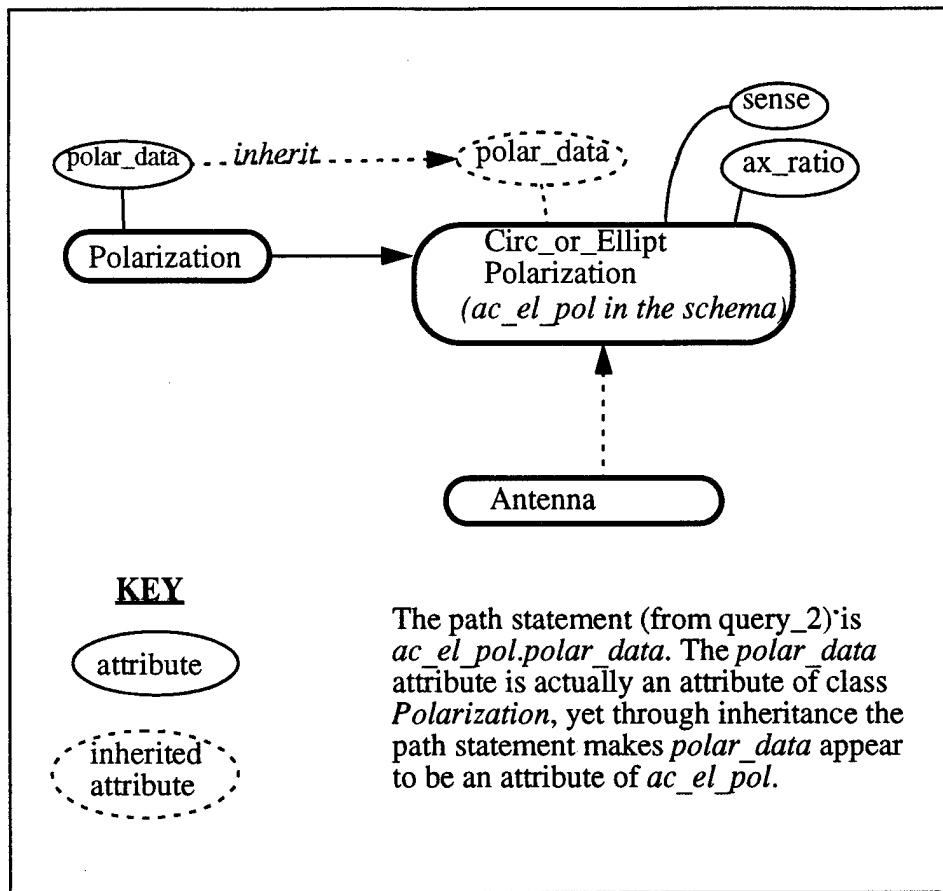 sense
polar_data
inherit
polar_data
ax_ratio
Polarization
Circ_or_Ellipt
Polarization
(ac_el_pol in the schema)
Antenna
KEY
attribute
inherited
attribute
The path statement (from query_2) is
ac_el_pol.polar_data. The polar_data
attribute is actually an attribute of class
Polarization, yet through inheritance the
path statement makes polar_data appear
to be an attribute of ac_el_pol.